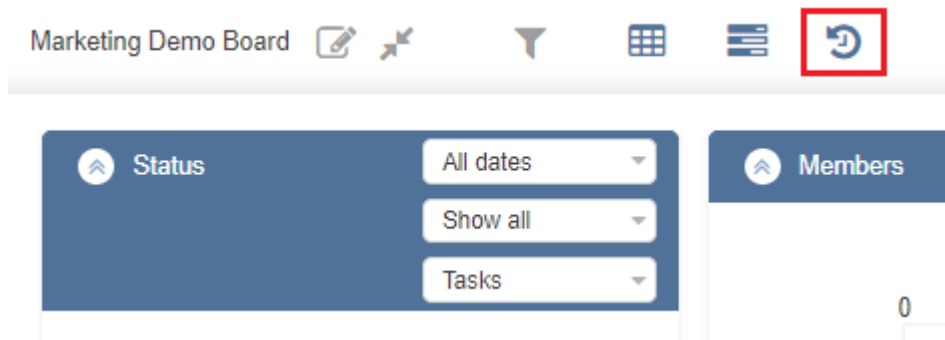 Marketing Demo Board
Status
All dates
Show all
Tasks
Members
0